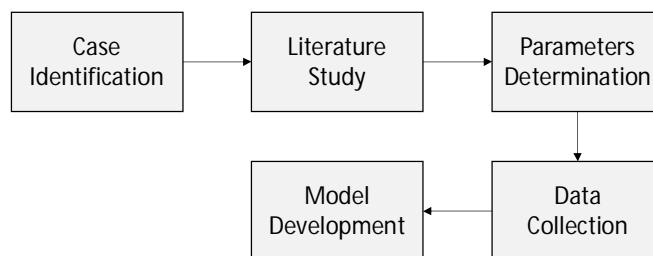 Case
Identification
Literature
Study
Parameters
Determination
Data
Collection
Model
Development